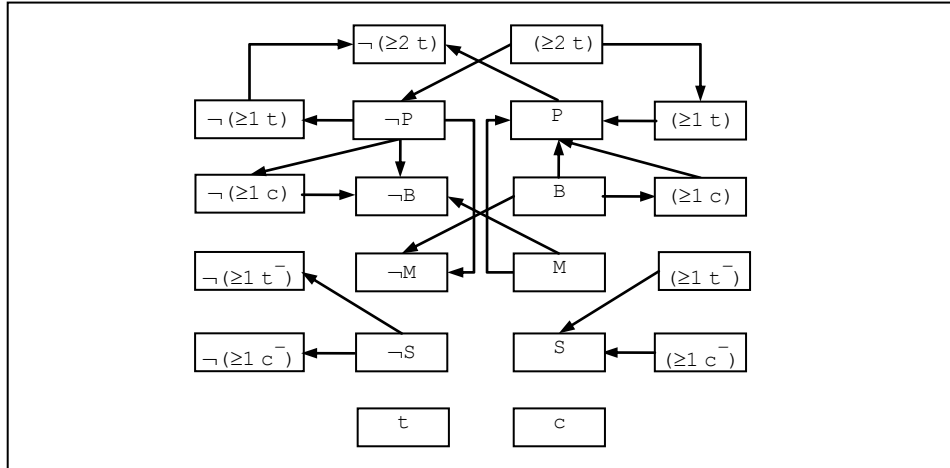 ¬(≥2 t) (≥2 t)
¬(≥1 t) ¬P P (≥1 t)
¬(≥1 c) ¬B B (≥1 c)
¬(≥1 t⁻) ¬M M (≥1 t⁻)
¬(≥1 c⁻) ¬S S (≥1 c⁻)
t c